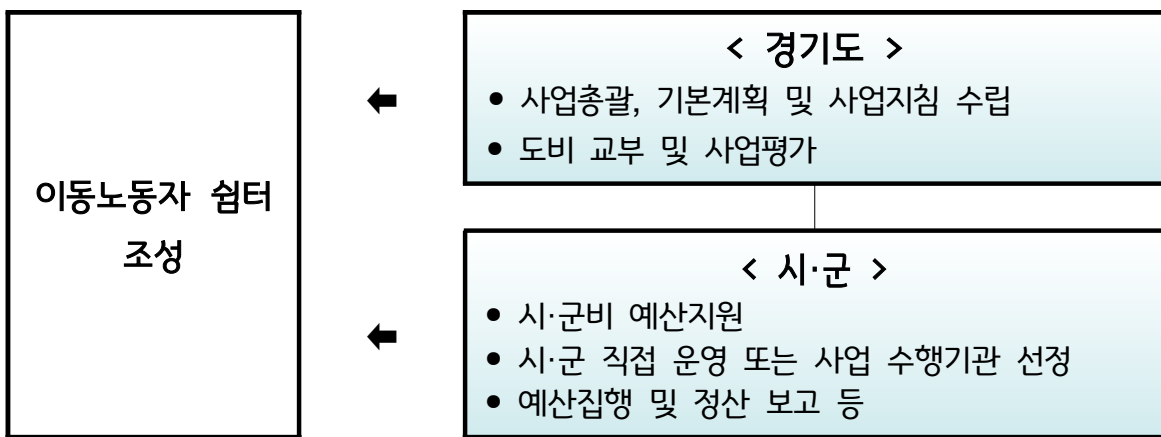 이동노동자 쉼터
조성
< 경기도 >
• 사업총괄, 기본계획 및 사업지침 수립
• 도비 교부 및 사업평가
< 시·군 >
• 시·군비 예산지원
• 시·군 직접 운영 또는 사업 수행기관 선정
• 예산집행 및 정산 보고 등